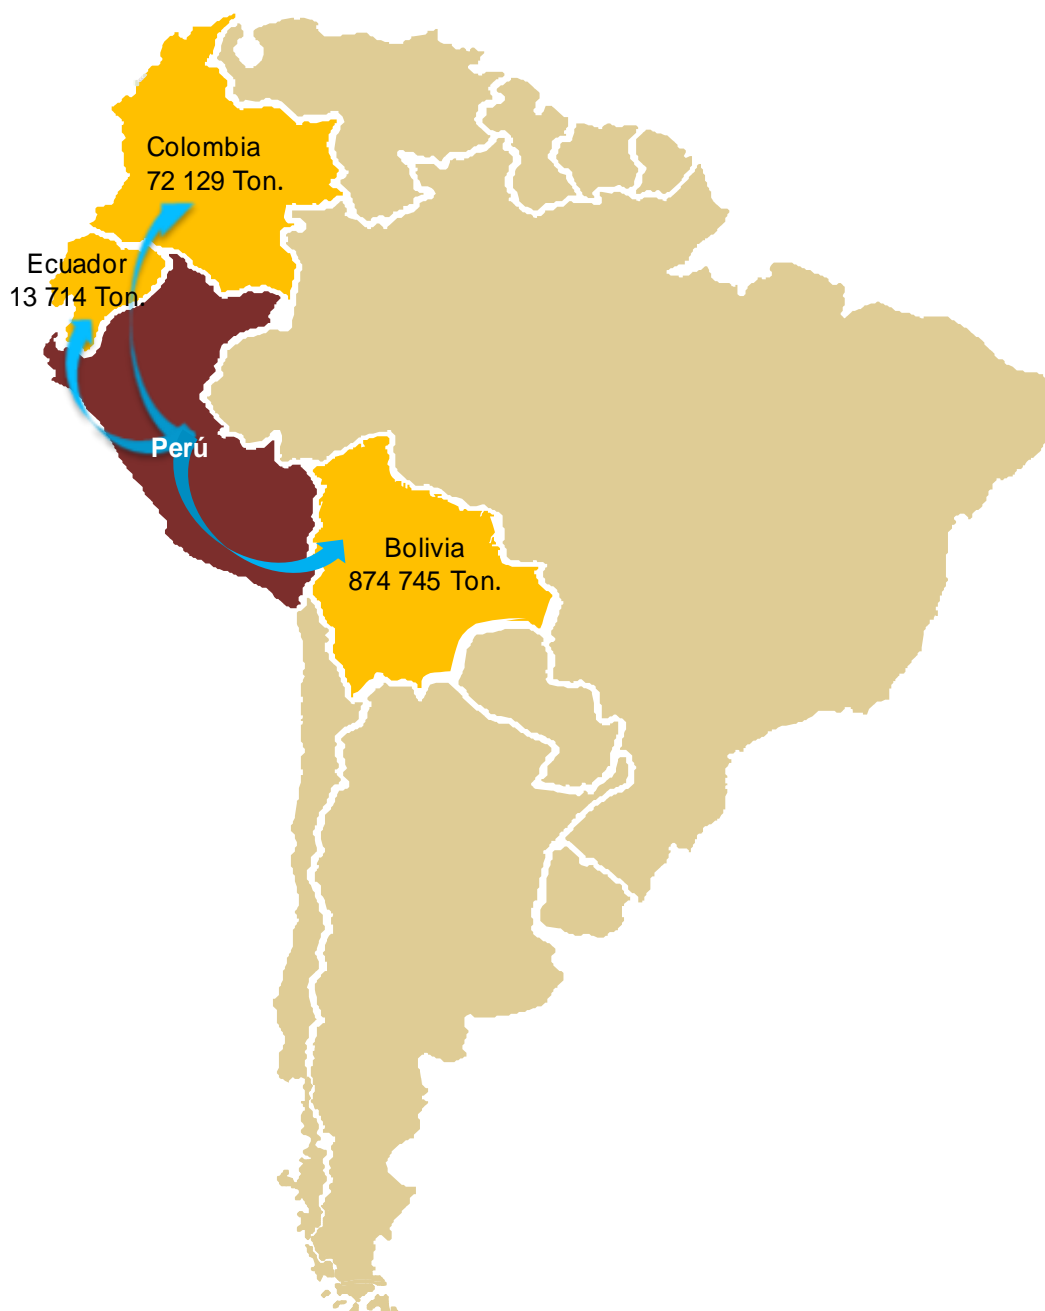 Colombia
72 129 Ton.
Ecuador
13 714 Ton.
Perú
Bolivia
874 745 Ton.